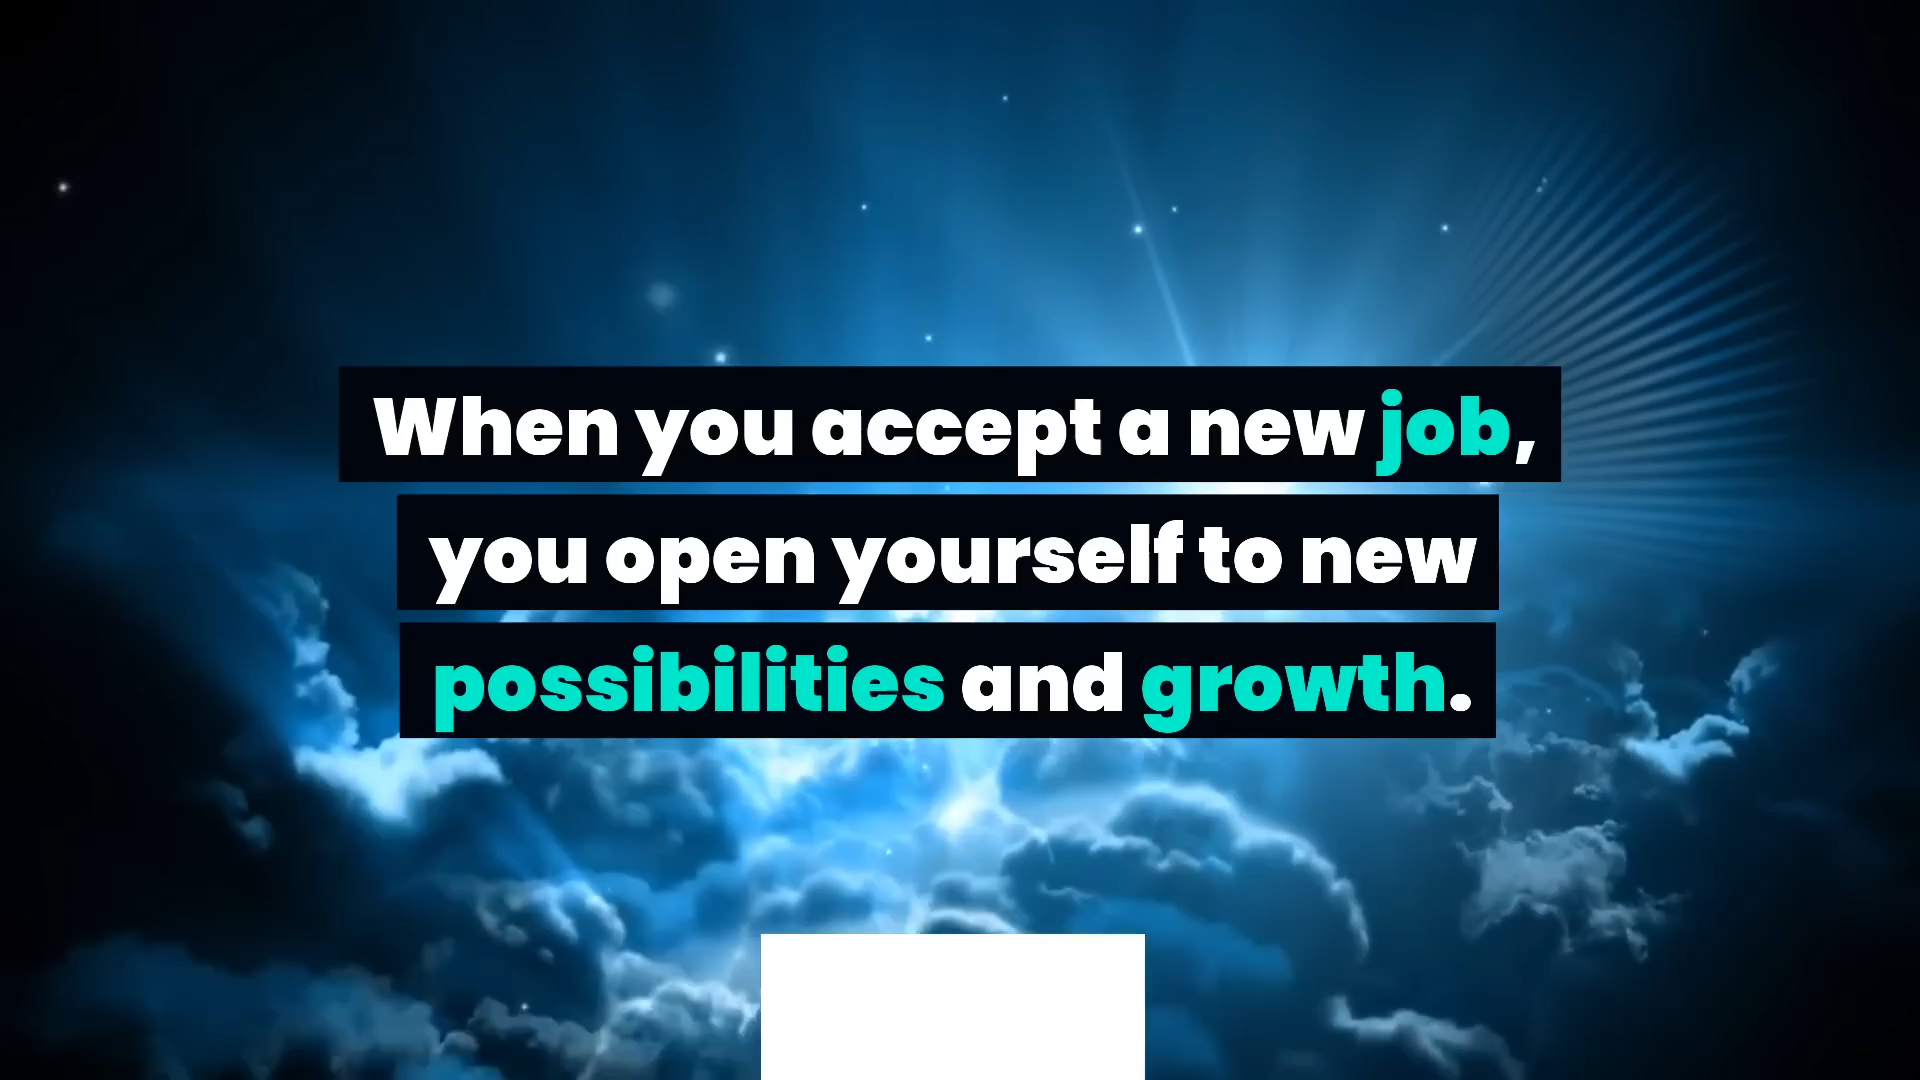 When you accept a new job,
you open yourself to new
possibilities and growth.